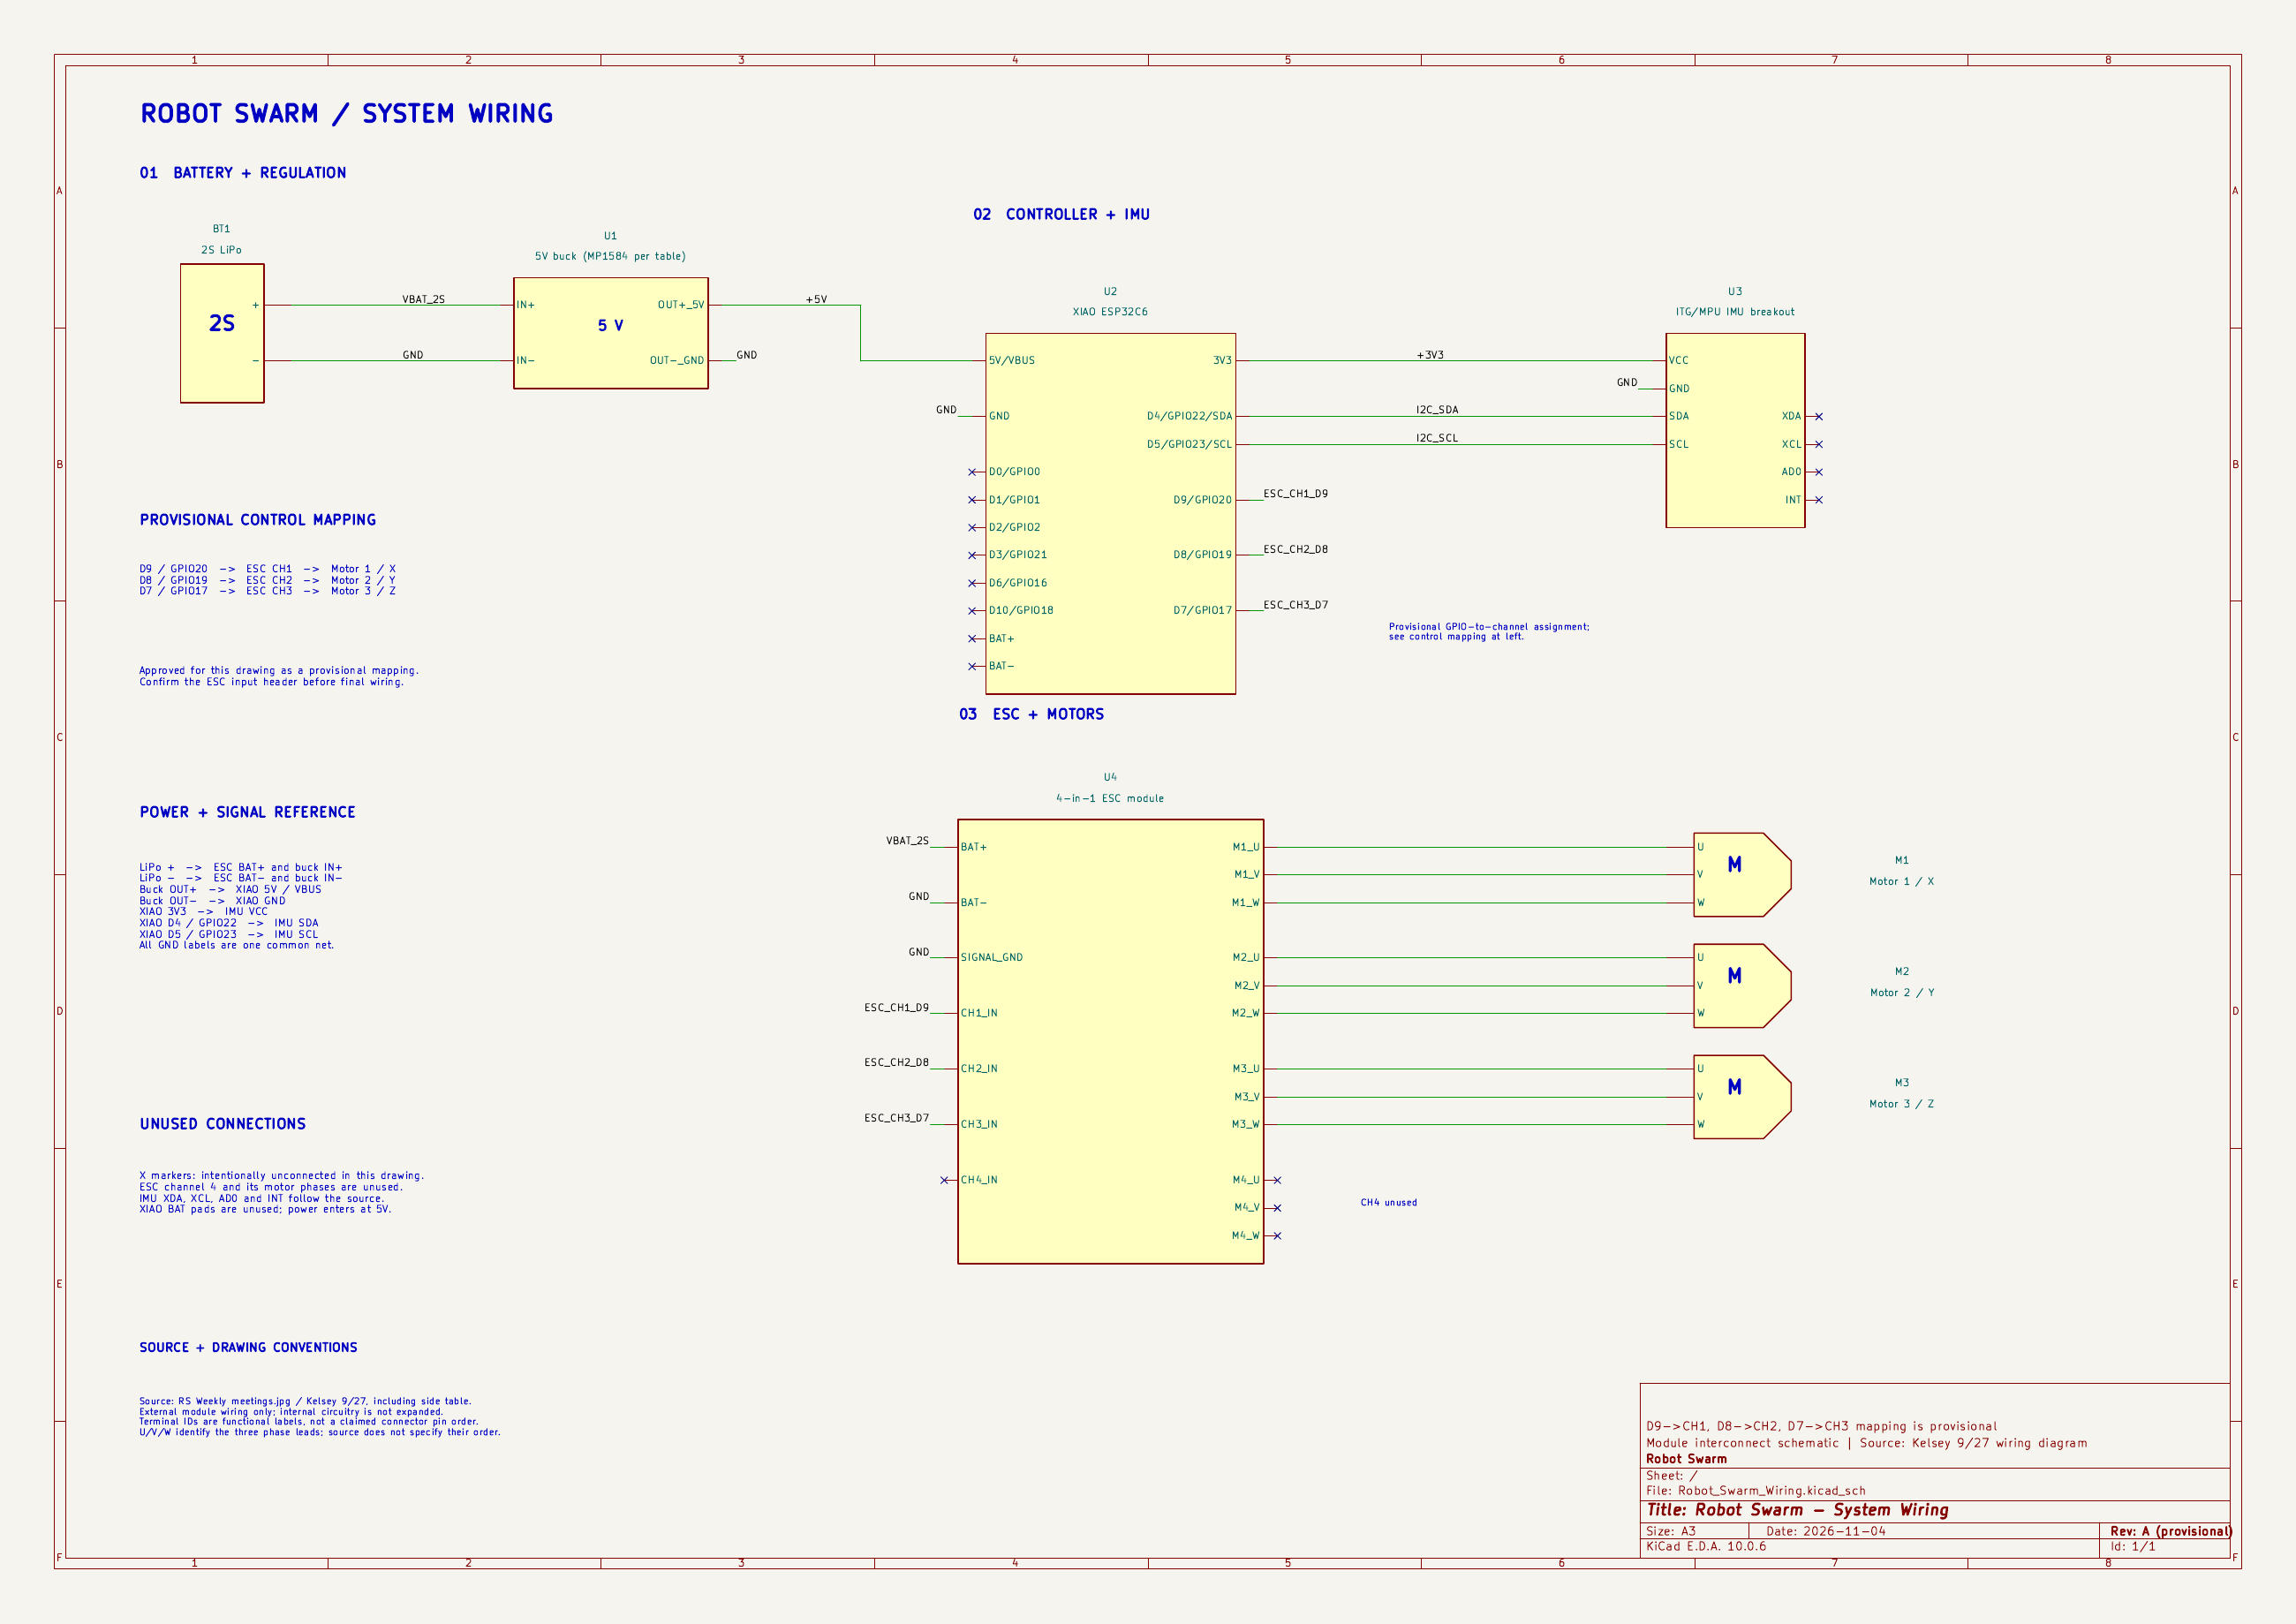 1 2 3 4 5 6 7 8
ROBOT SWARM / SYSTEM WIRING
01 BATTERY + REGULATION
A A
02 CONTROLLER + IMU
BT1
2S LiPo
+
2S
−
VBAT_2S
GND
U1
5V buck (MP1584 per table)
IN+
OUT+_5V
5 V
IN−
OUT−_GND
GND
+5V
U2
XIAO ESP32C6
5V/VBUS
3V3
GND
GND
D4/GPIO22/SDA
D5/GPIO23/SCL
D0/GPIO0
D1/GPIO1
D9/GPIO20
ESC_CH1_D9
D2/GPIO2
D3/GPIO21
D8/GPIO19
ESC_CH2_D8
D6/GPIO16
D10/GPIO18
D7/GPIO17
ESC_CH3_D7
BAT+
BAT−
+3V3
GND
I2C_SDA
I2C_SCL
U3
ITG/MPU IMU breakout
VCC
GND
SDA
XDA
SCL
XCL
AD0
INT
B B
Provisional GPIO−to−channel assignment;
see control mapping at left.
PROVISIONAL CONTROL MAPPING
D9 / GPIO20 −> ESC CH1 −> Motor 1 / X
D8 / GPIO19 −> ESC CH2 −> Motor 2 / Y
D7 / GPIO17 −> ESC CH3 −> Motor 3 / Z
Approved for this drawing as a provisional mapping.
Confirm the ESC input header before final wiring.
C C
03 ESC + MOTORS
U4
4−in−1 ESC module
VBAT_2S
BAT+
M1_U
M1_V
GND
BAT−
M1_W
GND
SIGNAL_GND
M2_U
M2_V
ESC_CH1_D9
CH1_IN
M2_W
ESC_CH2_D8
CH2_IN
M3_U
M3_V
ESC_CH3_D7
CH3_IN
M3_W
CH4_IN
M4_U
M4_V
M4_W
CH4 unused
U
M
V
W
M1
Motor 1 / X
U
M
V
W
M2
Motor 2 / Y
U
M
V
W
M3
Motor 3 / Z
POWER + SIGNAL REFERENCE
LiPo + −> ESC BAT+ and buck IN+
LiPo − −> ESC BAT− and buck IN−
Buck OUT+ −> XIAO 5V / VBUS
Buck OUT− −> XIAO GND
XIAO 3V3 −> IMU VCC
XIAO D4 / GPIO22 −> IMU SDA
XIAO D5 / GPIO23 −> IMU SCL
All GND labels are one common net.
D D
UNUSED CONNECTIONS
X markers: intentionally unconnected in this drawing.
ESC channel 4 and its motor phases are unused.
IMU XDA, XCL, AD0 and INT follow the source.
XIAO BAT pads are unused; power enters at 5V.
E E
SOURCE + DRAWING CONVENTIONS
Source: RS Weekly meetings.jpg / Kelsey 9/27, including side table.
External module wiring only; internal circuitry is not expanded.
Terminal IDs are functional labels, not a claimed connector pin order.
U/V/W identify the three phase leads; source does not specify their order.
D9−>CH1, D8−>CH2, D7−>CH3 mapping is provisional
Module interconnect schematic | Source: Kelsey 9/27 wiring diagram
Robot Swarm
Sheet: /
File: Robot_Swarm_Wiring.kicad_sch
Title: Robot Swarm − System Wiring
Size: A3 Date: 2026−11−04 Rev: A (provisional)
KiCad E.D.A. 10.0.6 Id: 1/1
F F
1 2 3 4 5 6 7 8